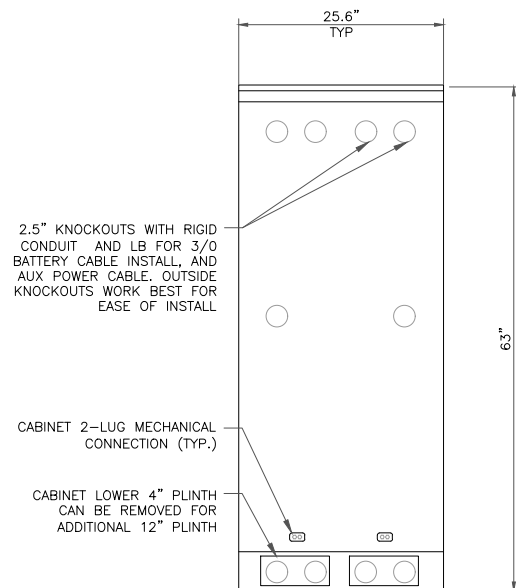 25.6"
TYP
2.5" KNOCKOUTS WITH RIGID
CONDUIT AND LB FOR 3/0
BATTERY CABLE INSTALL, AND
AUX POWER CABLE. OUTSIDE
KNOCKOUTS WORK BEST FOR
EASE OF INSTALL
63"
CABINET 2-LUG MECHANICAL
CONNECTION (TYP.)
CABINET LOWER 4" PLINTH
CAN BE REMOVED FOR
ADDITIONAL 12" PLINTH